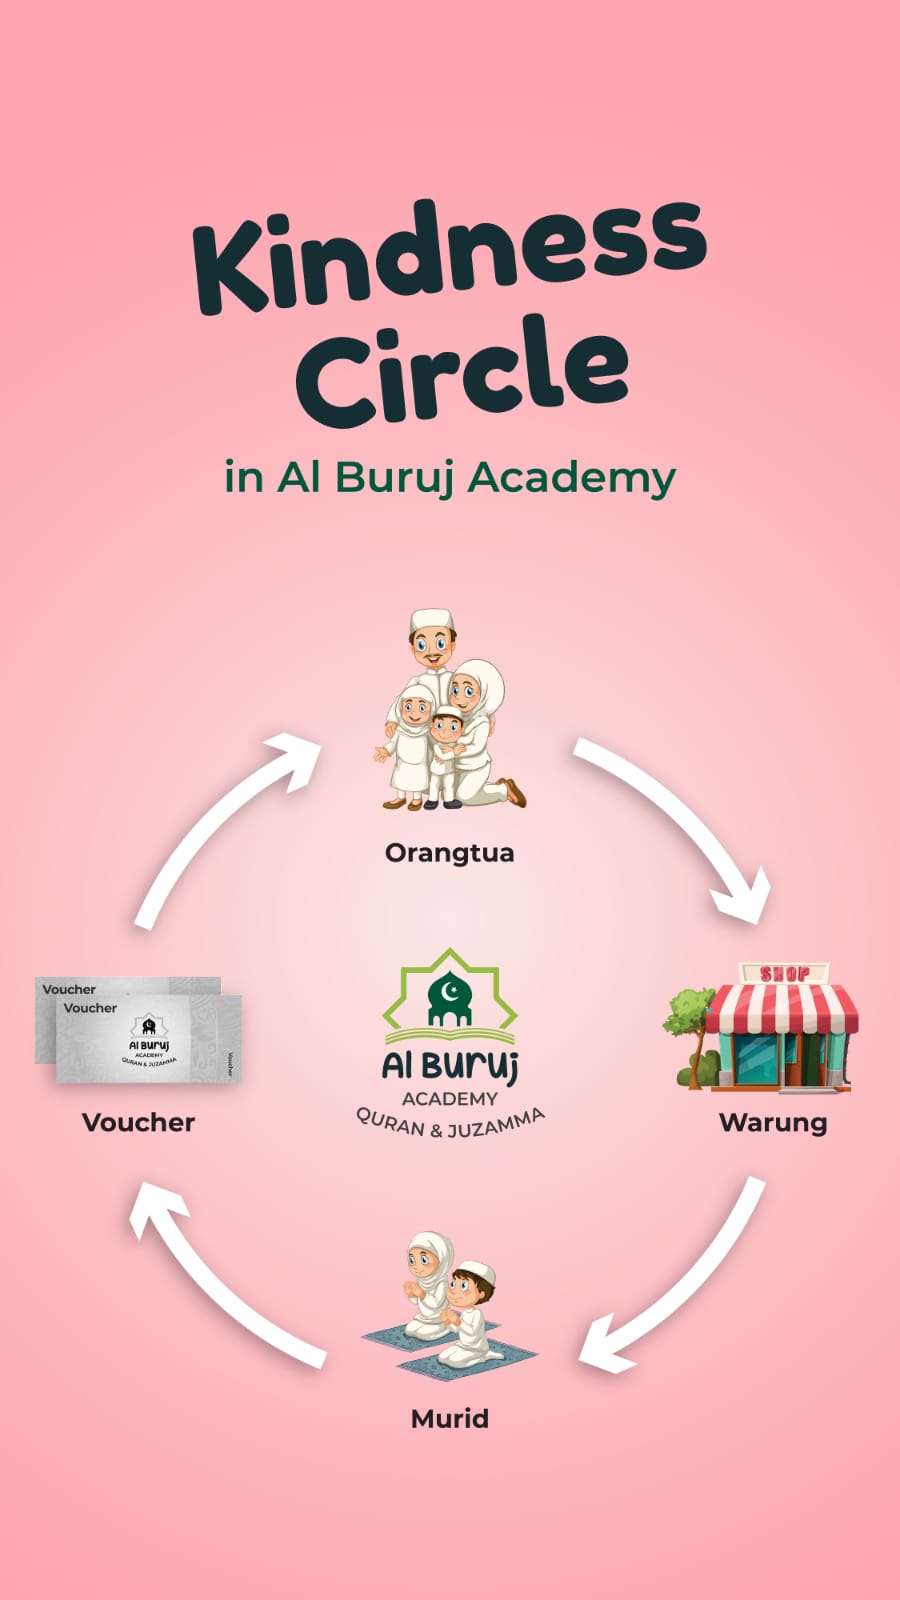 Kindness
Circle
in Al Buruj Academy
Orangtua
SHOP
Voucher
Voucher
Al Buruj
ACADEMY
QURAN & JUZAMMA
Voucher
Al Buruj
ACADEMY
QURAN & JUZAMMA
Voucher
Warung
Murid